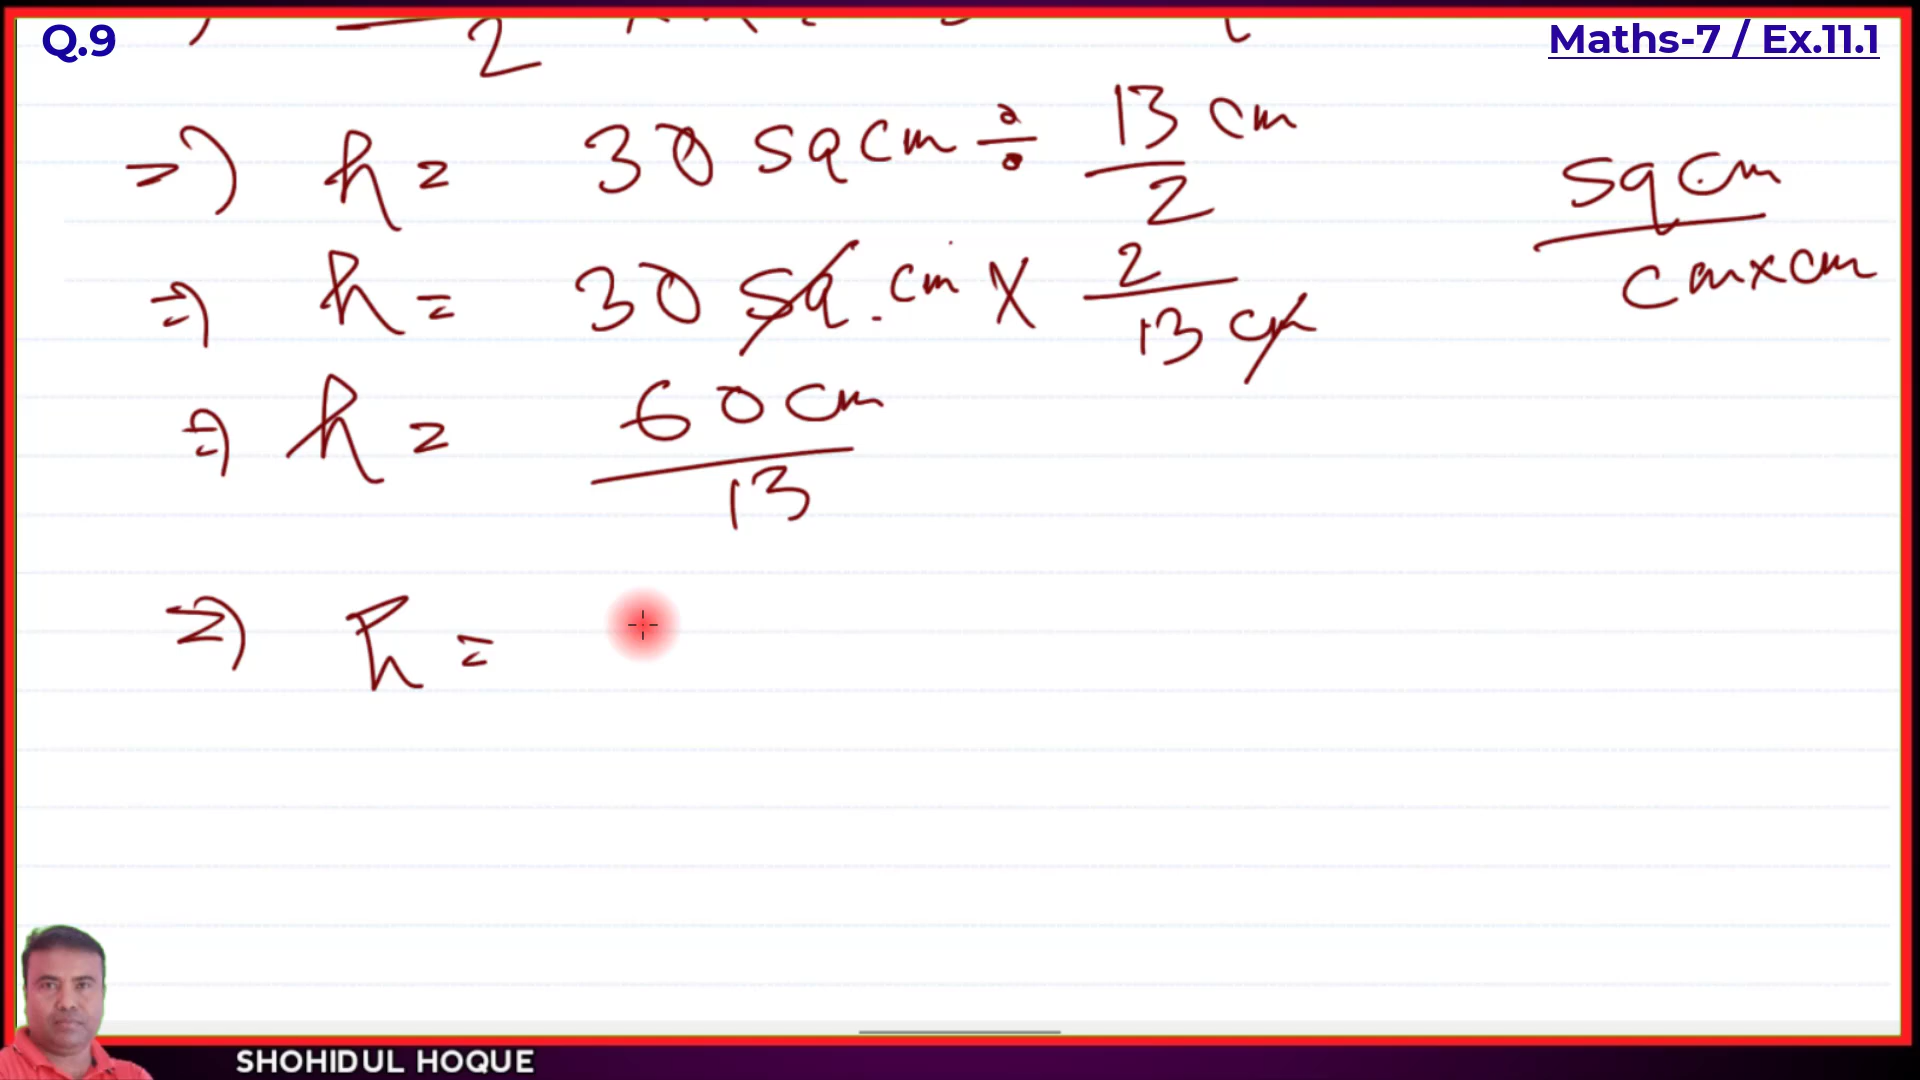 Q.9
Maths-7 / Ex.11.1
2
⇒) h = 30 sq cm ÷ 13 cm / 2
sq cm / cm × cm
⇒) h = 30 sq. cm × 2 / 13 cm
⇒) h = 60 cm / 13
⇒) h =
SHOHIDUL HOQUE